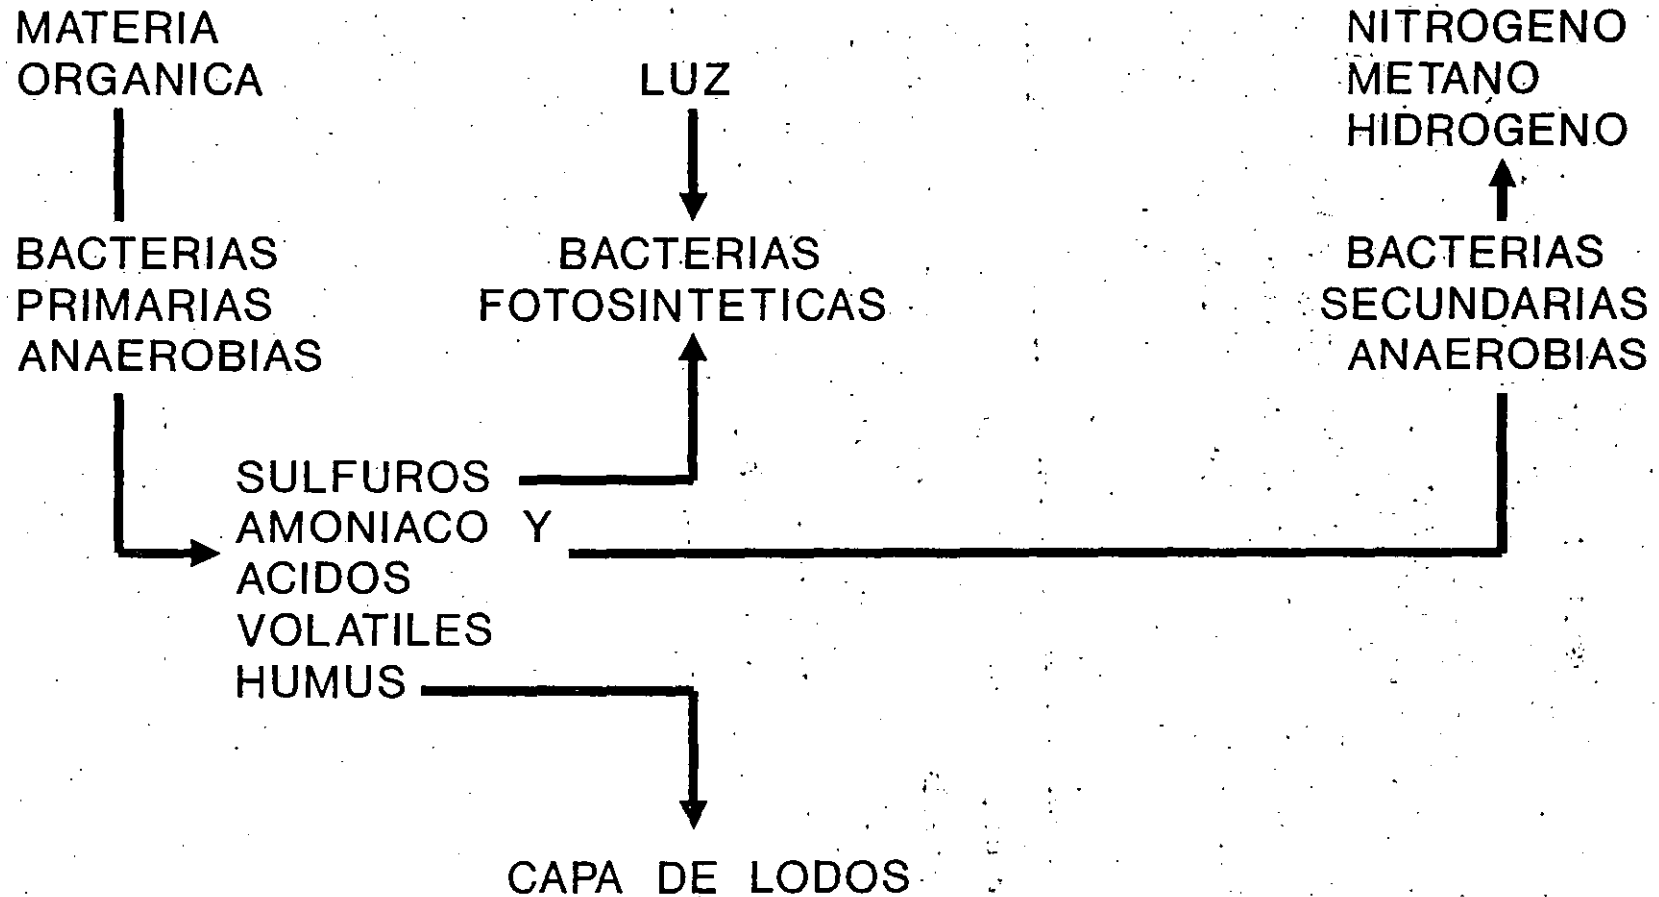 MATERIA
ORGANICA
LUZ
NITROGENO
METANO
HIDROGENO
BACTERIAS
PRIMARIAS
ANAEROBIAS
BACTERIAS
FOTOSINTETICAS
BACTERIAS
SECUNDARIAS
ANAEROBIAS
SULFUROS
AMONIACO Y
ACIDOS
VOLATILES
HUMUS
CAPA DE LODOS